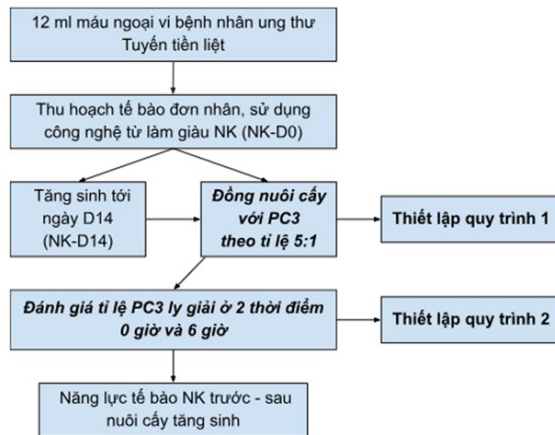 12 ml máu ngoại vi bệnh nhân ung thư
Tuyến tiền liệt
Thu hoạch tế bào đơn nhân, sử dụng
công nghệ từ làm giàu NK (NK-D0)
Tăng sinh tới
ngày D14
(NK-D14)
Đồng nuôi cấy
với PC3
theo tỉ lệ 5:1
Thiết lập quy trình 1
Đánh giá tỉ lệ PC3 ly giải ở 2 thời điểm
0 giờ và 6 giờ
Thiết lập quy trình 2
Năng lực tế bào NK trước - sau
nuôi cấy tăng sinh